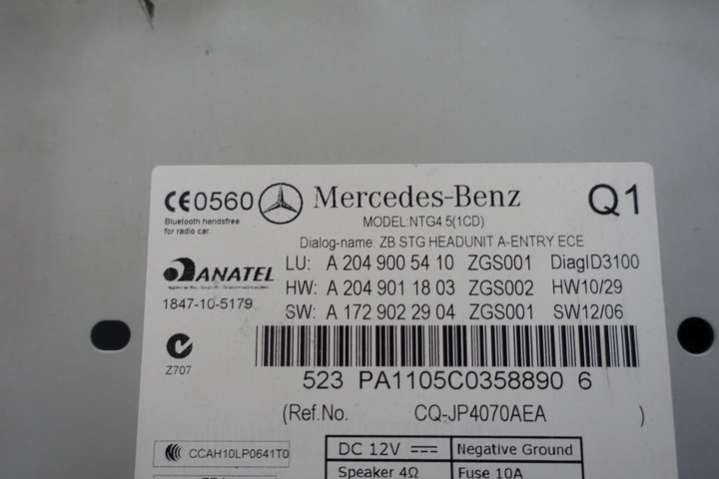 CE0560 Mercedes-Benz Q1
Bluetooth handsfree
for radio car.
MODEL:NTG4.5(1CD)
Dialog-name: ZB STG HEADUNIT A-ENTRY ECE
ANATEL
1847-10-5179
LU: A 204 900 54 10 ZGS001 DiagID3100
HW: A 204 901 18 03 ZGS002 HW10/29
SW: A 172 902 29 04 ZGS001 SW12/06
Z707
523 PA1105C0358890 6
(Ref.No. CQ-JP4070AEA )
CCAH10LP0641T0
DC 12V Negative Ground
Speaker 4Ω Fuse 10A